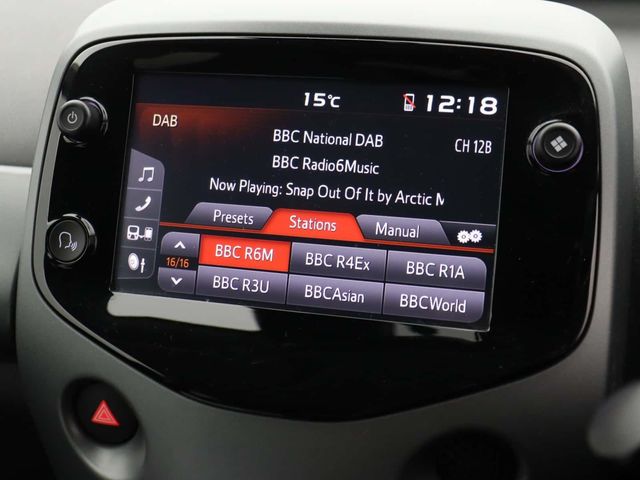 15°C 12:18
DAB
BBC National DAB CH 12B
BBC Radio6Music
Now Playing: Snap Out Of It by Arctic M
Presets Stations Manual
BBC R6M BBC R4Ex BBC R1A
16/16
BBC R3U BBCAsian BBCWorld